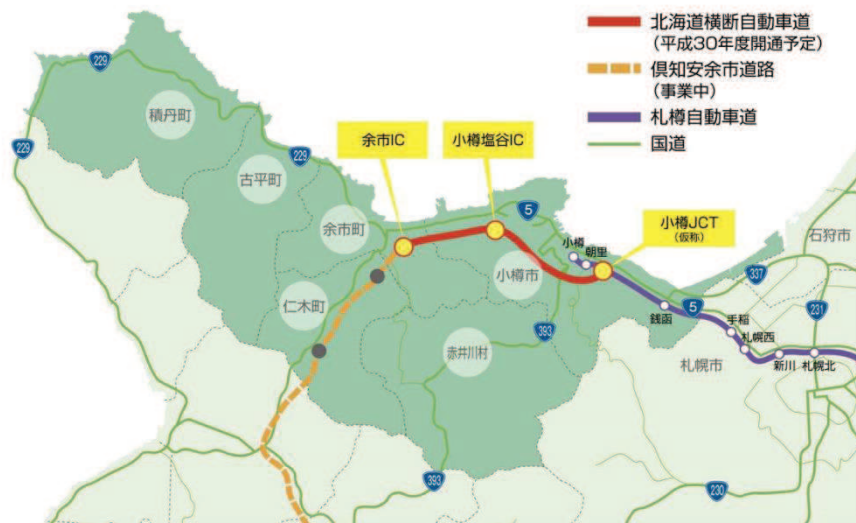 北海道横断自動車道
（平成30年度開通予定）
倶知安余市道路
（事業中）
札樽自動車道
国道
229
積丹町
229
余市IC
小樽塩谷IC
229
古平町
5
余市町
小樽JCT
（仮称）
石狩市
小樽
朝里
小樽市
337
仁木町
銭函
5
231
393
手稲
赤井川村
札幌西
札幌市
新川
札幌北
393
230